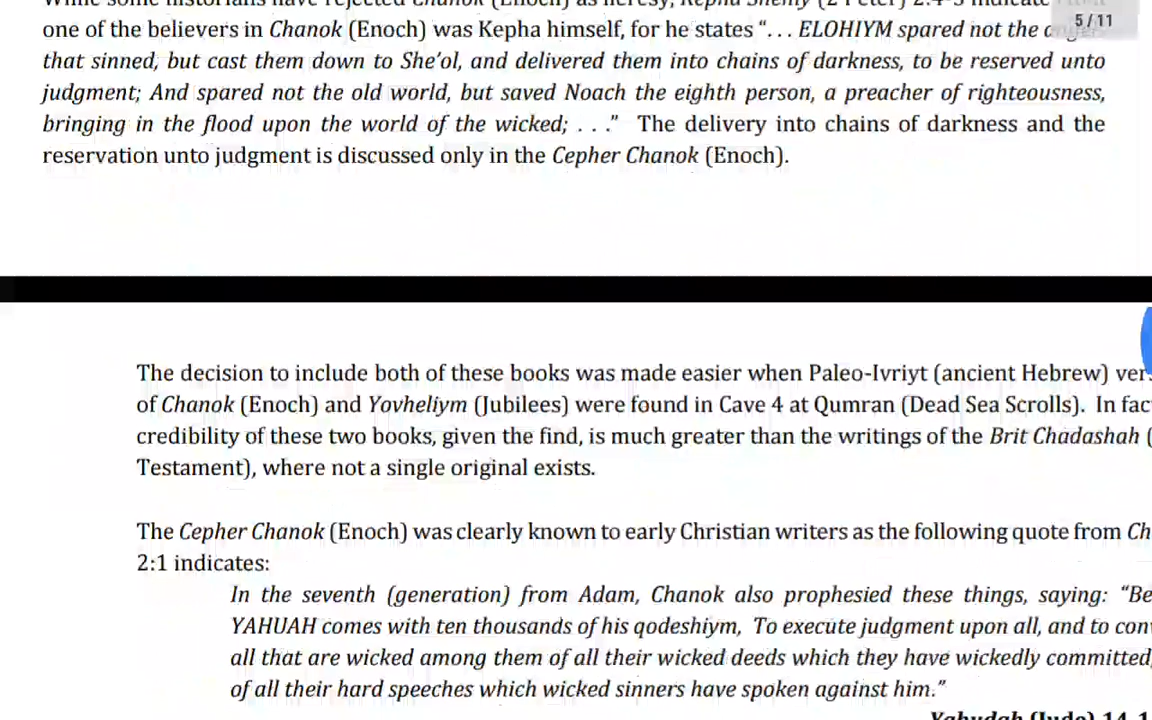 one of the believers in Chanok (Enoch) was Kepha himself, for he states “. . . ELOHIYM spared not the
5/11
that sinned, but cast them down to She’ol, and delivered them into chains of darkness, to be reserved unto
judgment; And spared not the old world, but saved Noach the eighth person, a preacher of righteousness,
bringing in the flood upon the world of the wicked; . . .” The delivery into chains of darkness and the
reservation unto judgment is discussed only in the Cepher Chanok (Enoch).
The decision to include both of these books was made easier when Paleo-Ivriyt (ancient Hebrew)
of Chanok (Enoch) and Yovheliym (Jubilees) were found in Cave 4 at Qumran (Dead Sea Scrolls). In
credibility of these two books, given the find, is much greater than the writings of the Brit Chadashah (
Testament), where not a single original exists.
The Cepher Chanok (Enoch) was clearly known to early Christian writers as the following quote from
2:1 indicates:
In the seventh (generation) from Adam, Chanok also prophesied these things, saying:
YAHUAH comes with ten thousands of his qodeshiym, To execute judgment upon all, and to
all that are wicked among them of all their wicked deeds which they have wickedly committed,
of all their hard speeches which wicked sinners have spoken against him.”